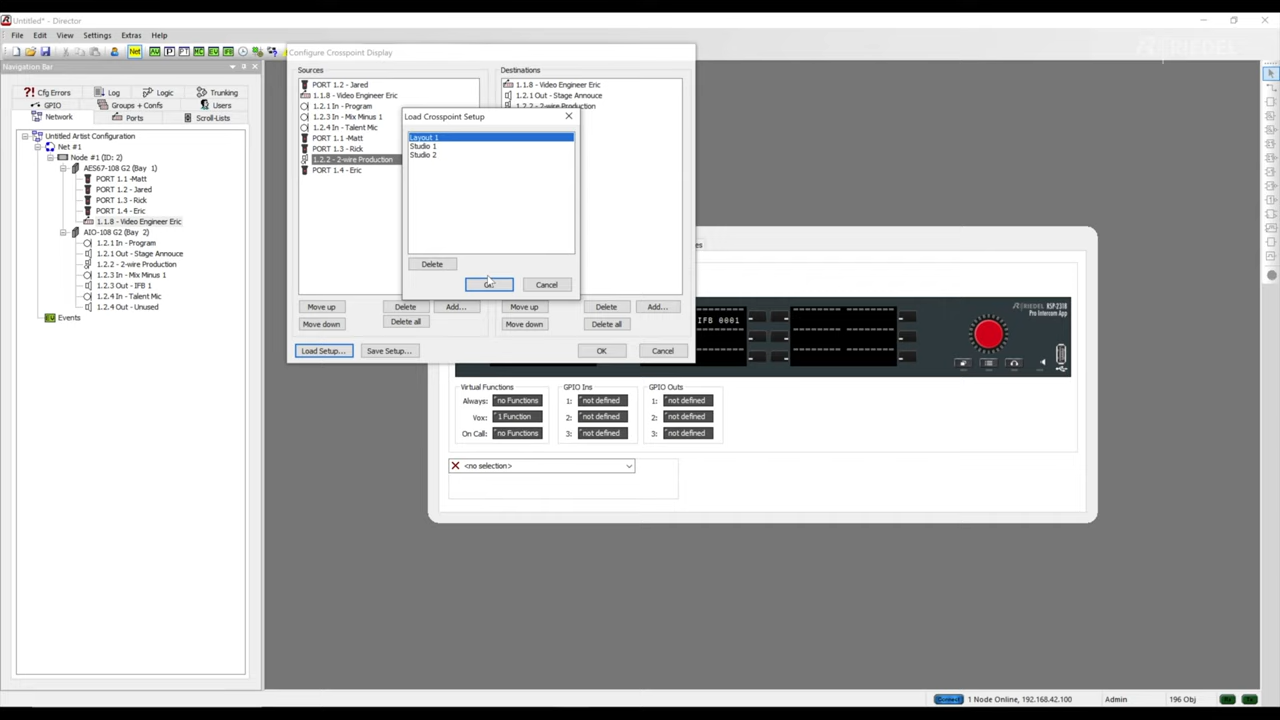 Untitled* - Director
File Edit View Settings Extras Help
Net
RIEDEL
Navigation Bar
Cfg Errors Log Logic Trunking
GPIO Groups + Confs Users
Network Ports Scroll-Lists
Untitled Artist Configuration
Net #1
Node #1 (ID: 2)
AES67-108 G2 (Bay 1)
PORT 1.1 -Matt
PORT 1.2 - Jared
PORT 1.3 - Rick
PORT 1.4 - Eric
1.1.8 - Video Engineer Eric
AIO-108 G2 (Bay 2)
1.2.1 In - Program
1.2.1 Out - Stage Annouce
1.2.2 - 2-wire Production
1.2.3 In - Mix Minus 1
1.2.3 Out - IFB 1
1.2.4 In - Talent Mic
1.2.4 Out - Unused
Events
Configure Crosspoint Display
Sources
PORT 1.2 - Jared
1.1.8 - Video Engineer Eric
1.2.1 In - Program
1.2.3 In - Mix Minus 1
1.2.4 In - Talent Mic
PORT 1.1 -Matt
PORT 1.3 - Rick
1.2.2 - 2-wire Production
PORT 1.4 - Eric
Destinations
1.1.8 - Video Engineer Eric
1.2.1 Out - Stage Annouce
1.2.2 - 2-wire Production
Load Crosspoint Setup
Layout 1
Studio 1
Studio 2
Delete
Cancel
Move up Delete Add...
Move down Delete all
Move up Delete Add...
Move down Delete all
Load Setup... Save Setup... OK Cancel
IFB 0001
RIEDEL RSP-2318
Pro Intercom App
Virtual Functions
Always: no Functions
Vox: 1 Function
On Call: no Functions
GPIO Ins
1: not defined
2: not defined
3: not defined
GPIO Outs
1: not defined
2: not defined
3: not defined
<no selection>
1 Node Online, 192.168.42.100 Admin 196 Obj